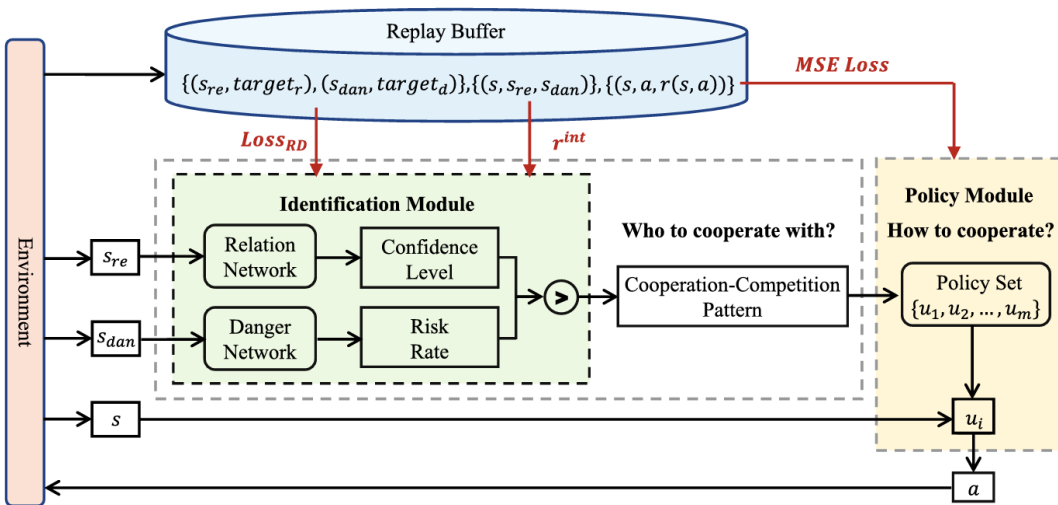 Replay Buffer
{(s_re, target_r), (s_dan, target_d)},{(s, s_re, s_dan)},{(s, a, r(s, a))}
MSE Loss
Loss_RD
r^int
Environment
Identification Module
Policy Module
How to cooperate?
Who to cooperate with?
s_re
Relation
Network
Confidence
Level
>
Cooperation-Competition
Pattern
Policy Set
{u_1, u_2, ..., u_m}
s_dan
Danger
Network
Risk
Rate
s
u_i
a